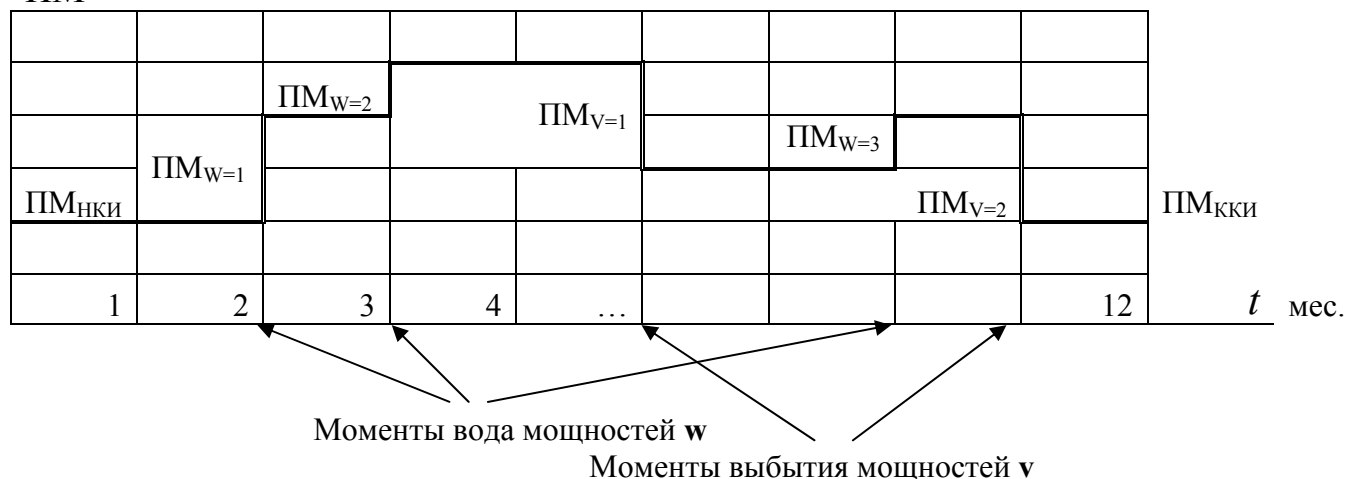 ПМ
ПМW=2
ПМV=1
ПМW=3
ПМW=1
ПМНКИ
ПМV=2
ПМККИ
1 2 3 4 … 12 t мес.
Моменты вода мощностей w
Моменты выбытия мощностей v